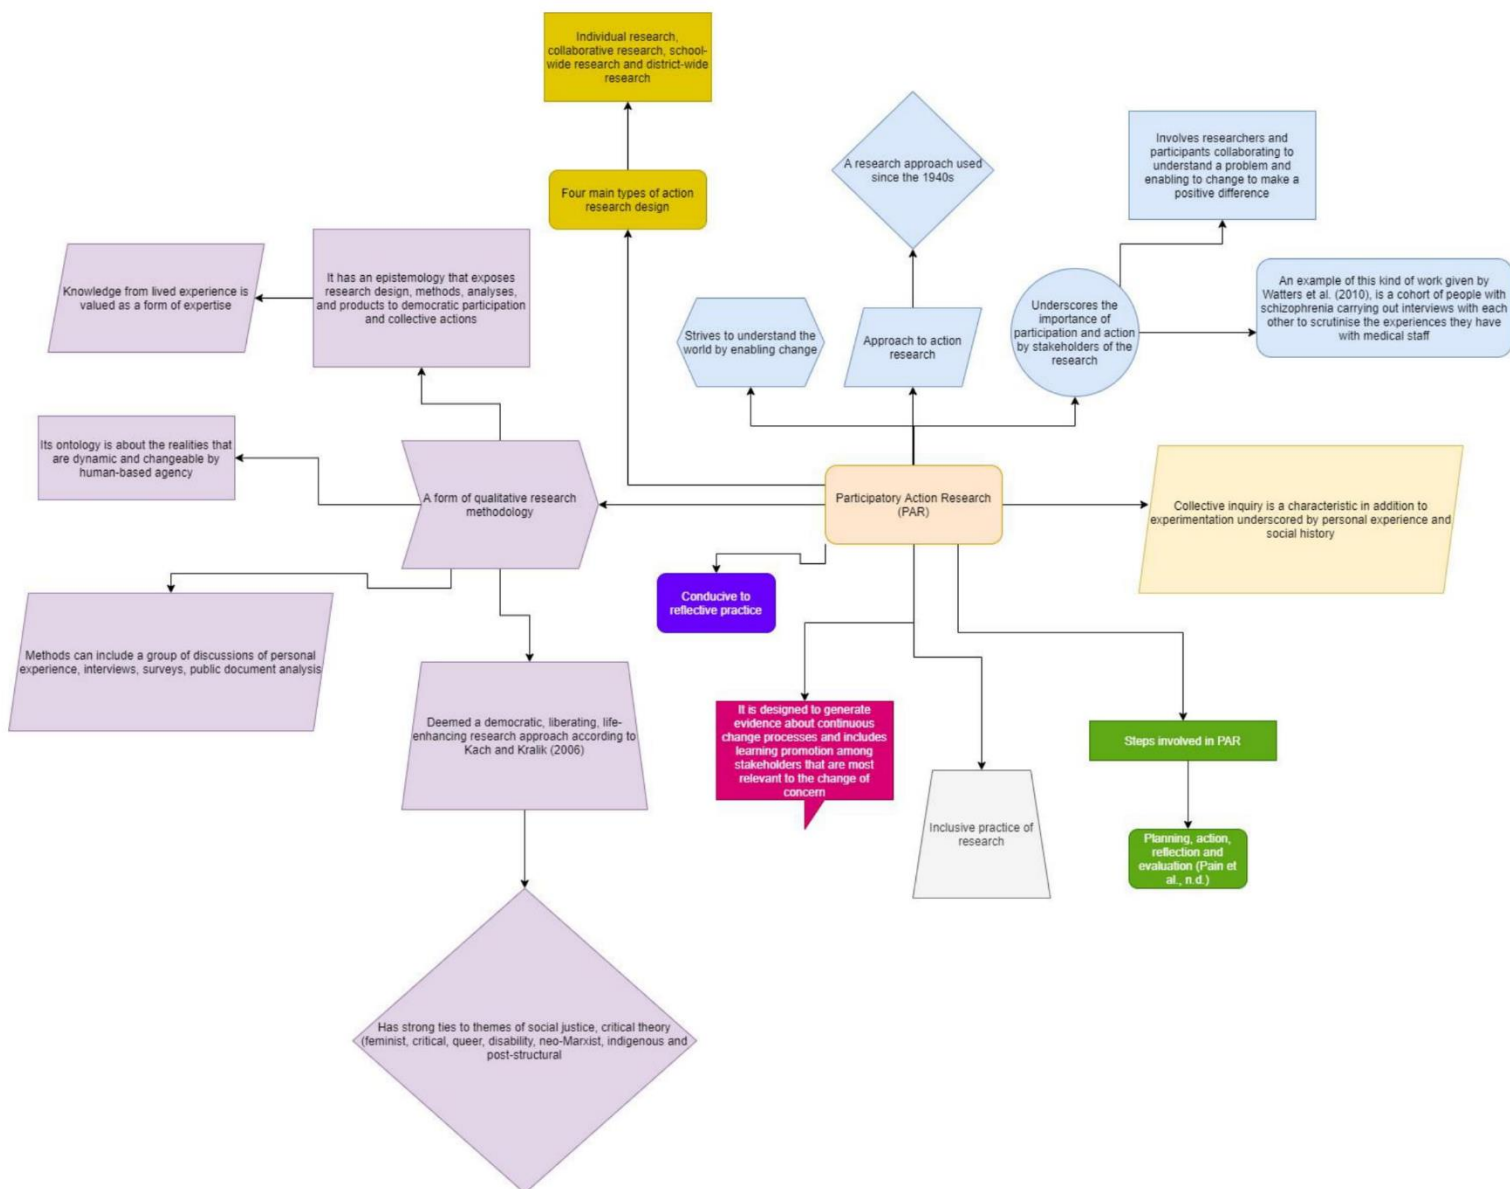 Individual research,
collaborative research, school-
wide research and district-wide
research
Four main types of action
research design
A research approach used
since the 1940s
Involves researchers and
participants collaborating to
understand a problem and
enabling to change to make a
positive difference
Knowledge from lived experience is
valued as a form of expertise
It has an epistemology that exposes
research design, methods, analyses,
and products to democratic participation
and collective actions
Strives to understand the
world by enabling change
Approach to action
research
Underscores the
importance of
participation and action
by stakeholders of the
research
An example of this kind of work given by
Watters et al. (2010), is a cohort of people with
schizophrenia carrying out interviews with each
other to scrutinise the experiences they have
with medical staff
Its ontology is about the realities that
are dynamic and changeable by
human-based agency
A form of qualitative research
methodology
Participatory Action Research
(PAR)
Collective inquiry is a characteristic in addition to
experimentation underscored by personal experience and
social history
Conducive to
reflective practice
Methods can include a group of discussions of personal
experience, interviews, surveys, public document analysis
Deemed a democratic, liberating, life-
enhancing research approach according to
Kach and Kralik (2006)
It is designed to generate
evidence about continuous
change processes and includes
learning promotion among
stakeholders that are most
relevant to the change of
concern
Inclusive practice of
research
Steps involved in PAR
Planning, action,
reflection and
evaluation (Pain et
al., n.d.)
Has strong ties to themes of social justice, critical theory
(feminist, critical, queer, disability, neo-Marxist, indigenous and
post-structural